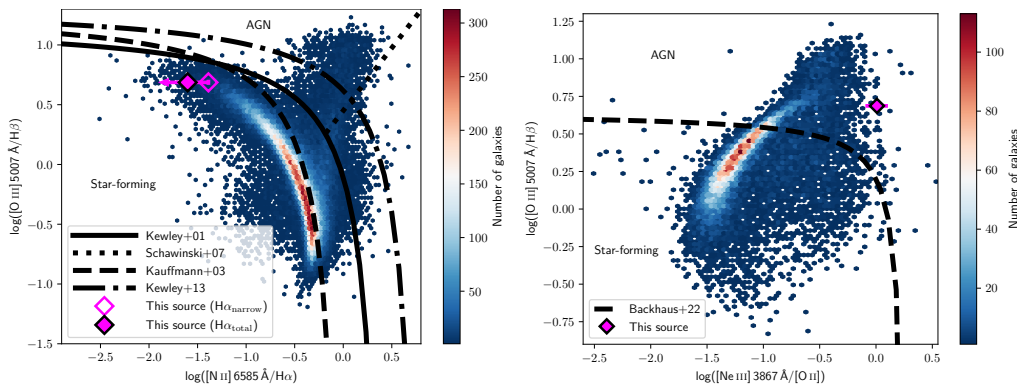 AGN
Star-forming
Kewley+01
Schawinski+07
Kauffmann+03
Kewley+13
This source (Hα_narrow)
This source (Hα_total)
1.0
0.5
0.0
−0.5
−1.0
−1.5
−2.5
−2.0
−1.5
−1.0
−0.5
0.0
0.5
log([O III] 5007 Å/Hβ)
log([N II] 6585 Å/Hα)
300
250
200
150
100
50
Number of galaxies
AGN
Star-forming
Backhaus+22
This source
1.25
1.00
0.75
0.50
0.25
0.00
−0.25
−0.50
−0.75
−2.5
−2.0
−1.5
−1.0
−0.5
0.0
0.5
log([O III] 5007 Å/Hβ)
log([Ne III] 3867 Å/[O II])
100
80
60
40
20
Number of galaxies